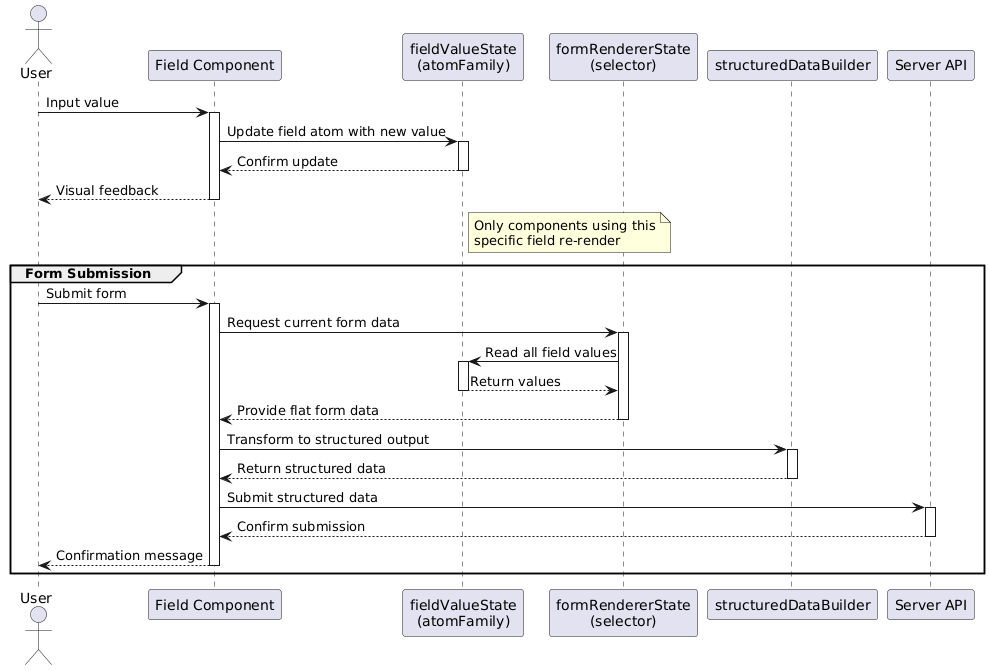 User
Field Component
fieldValueState
(atomFamily)
formRendererState
(selector)
structuredDataBuilder
Server API
Input value
Update field atom with new value
Confirm update
Visual feedback
Only components using this
specific field re-render
Form Submission
Submit form
Request current form data
Read all field values
Return values
Provide flat form data
Transform to structured output
Return structured data
Submit structured data
Confirm submission
Confirmation message
User
Field Component
fieldValueState
(atomFamily)
formRendererState
(selector)
structuredDataBuilder
Server API